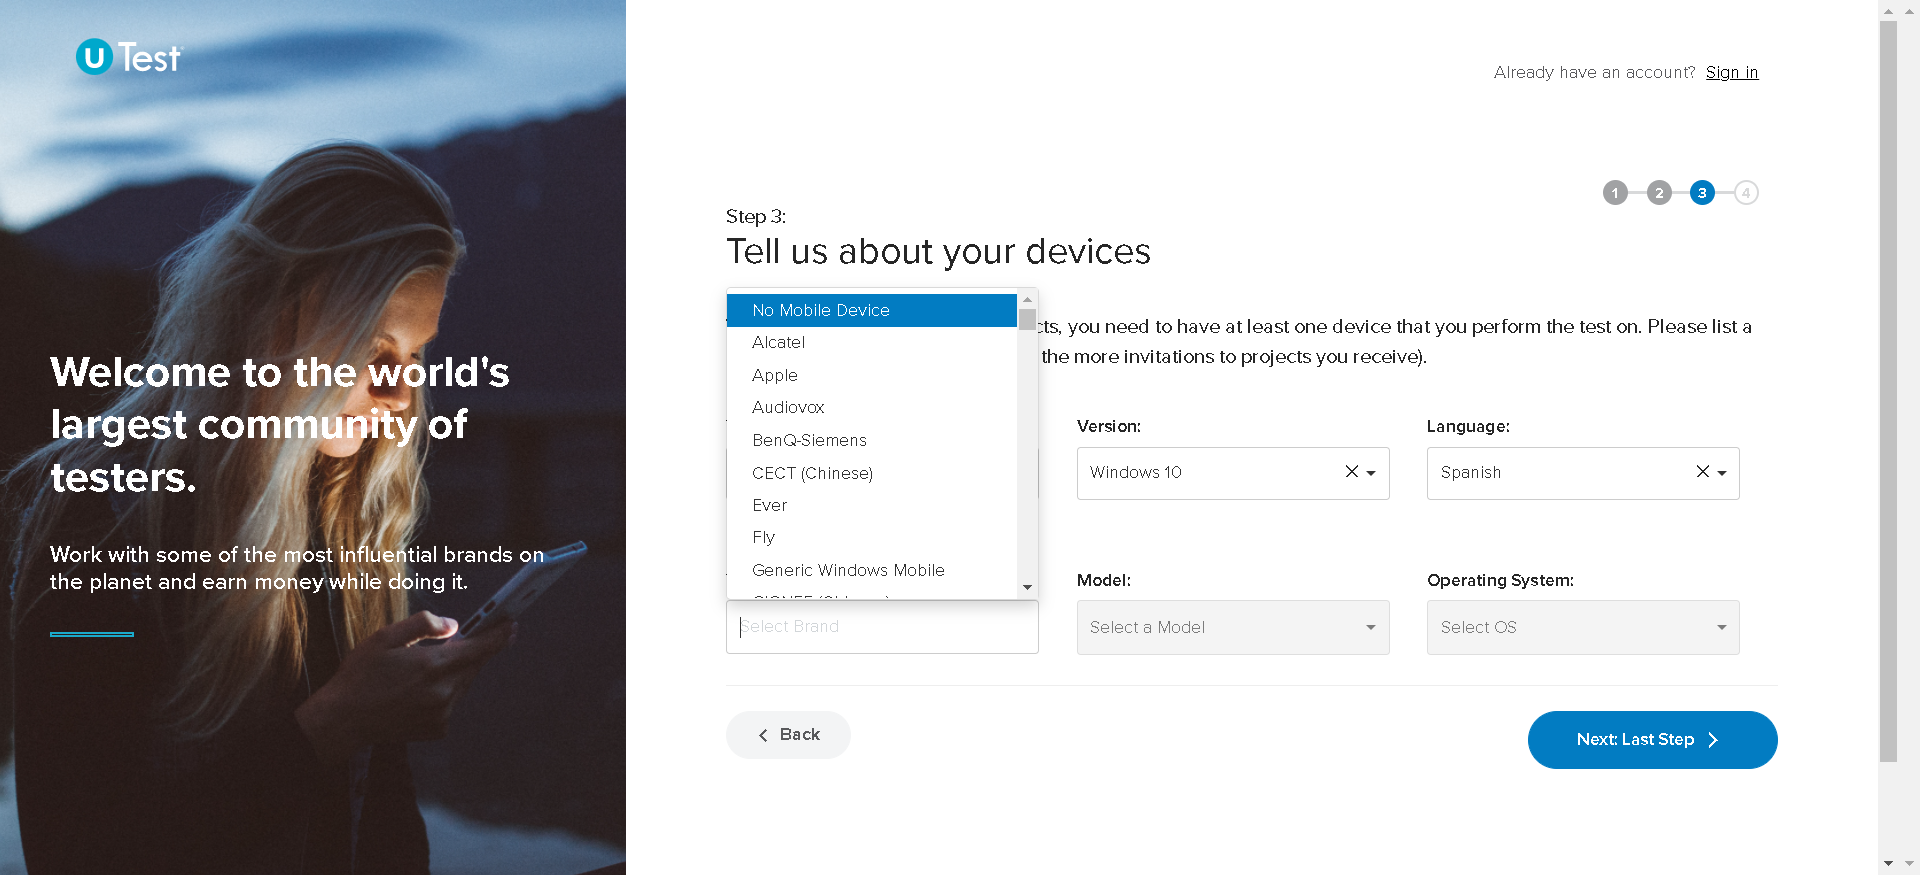 U Test
Already have an account? Sign in
1 2 3 4
Step 3:
Tell us about your devices
No Mobile Device
Alcatel
Apple
Audiovox
BenQ-Siemens
CECT (Chinese)
Ever
Fly
Generic Windows Mobile
cts, you need to have at least one device that you perform the test on. Please list a
the more invitations to projects you receive).
Version:
Language:
Windows 10
Spanish
Model:
Operating System:
Select Brand
Select a Model
Select OS
Back
Next: Last Step
Welcome to the world's
largest community of
testers.
Work with some of the most influential brands on
the planet and earn money while doing it.